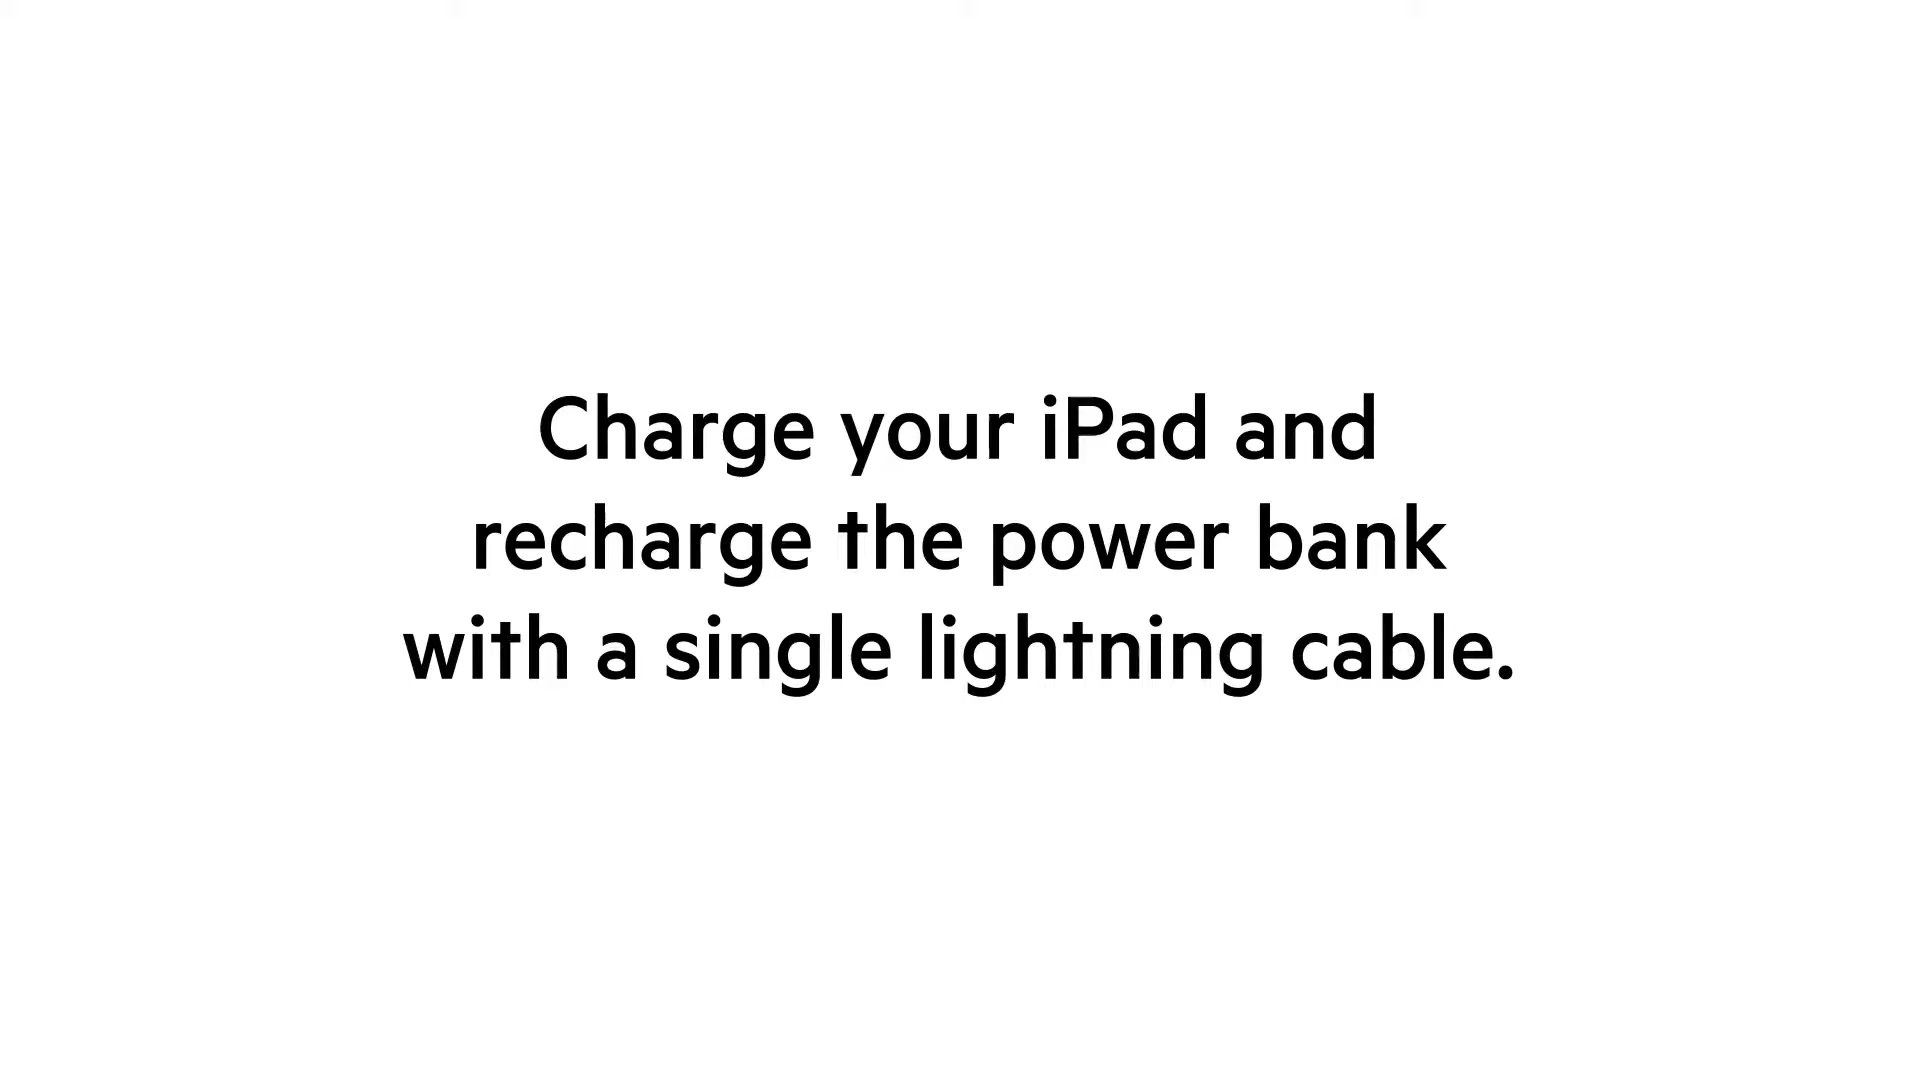 Charge your iPad and
recharge the power bank
with a single lightning cable.